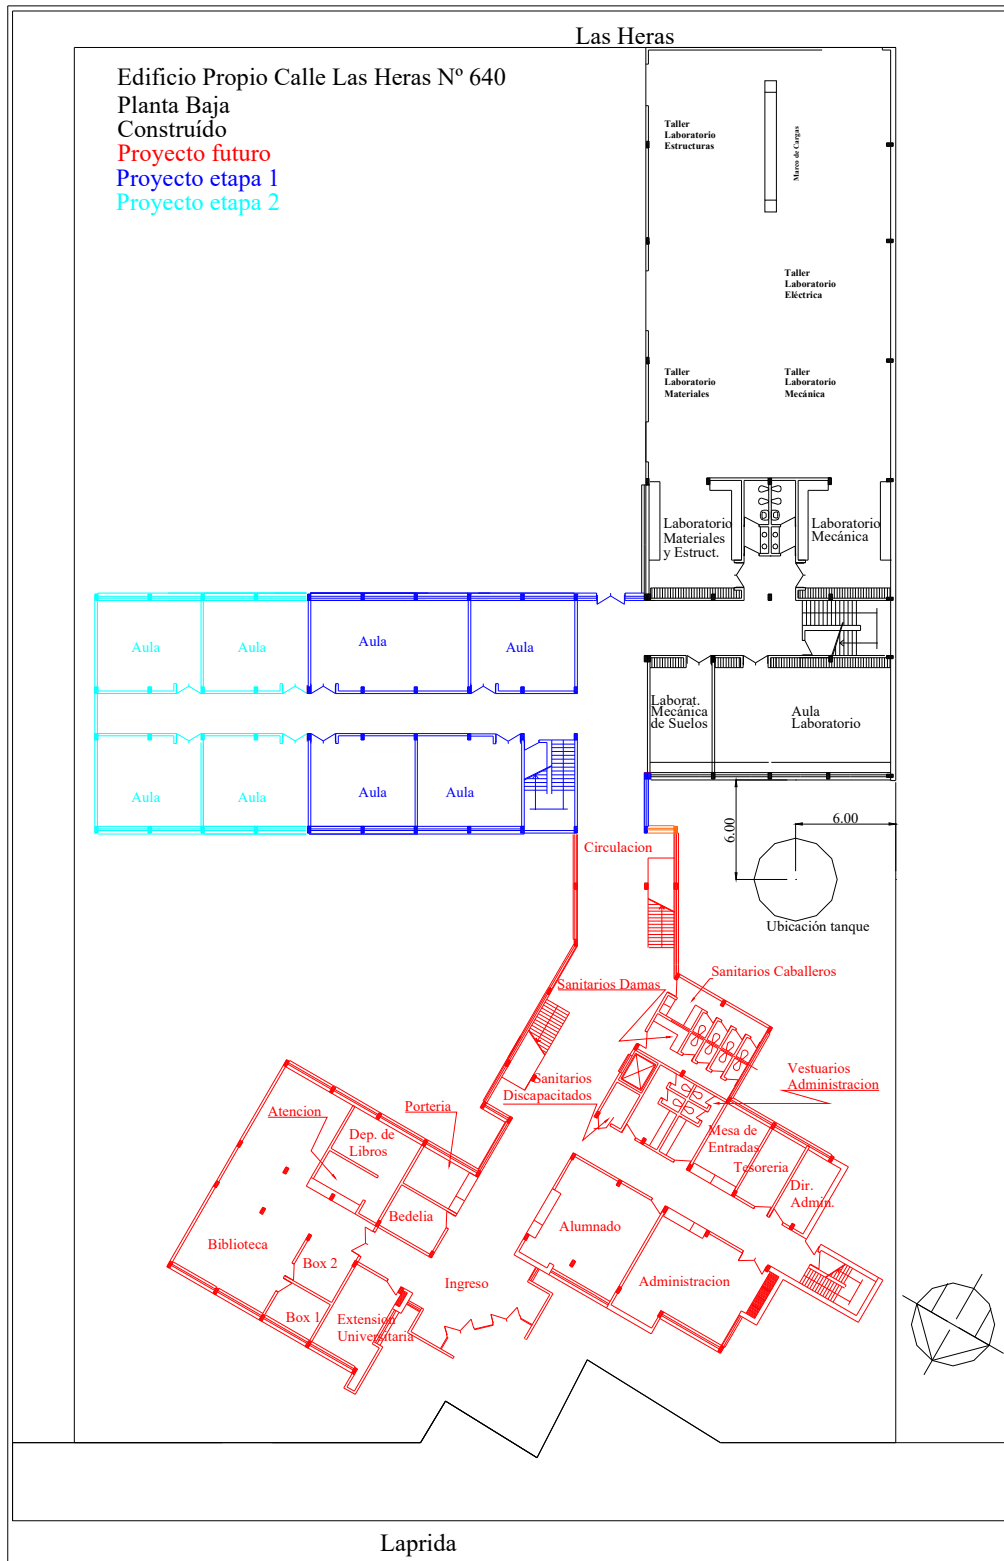 Las Heras
Edificio Propio Calle Las Heras Nº 640
Planta Baja
Construído
Proyecto futuro
Proyecto etapa 1
Proyecto etapa 2
Taller
Laboratorio
Estructuras
Marco de Cargas
Taller
Laboratorio
Eléctrica
Taller
Laboratorio
Materiales
Taller
Laboratorio
Mecánica
Laboratorio
Materiales
y Estruct.
Laboratorio
Mecánica
Aula
Aula
Aula
Aula
Laborat.
Mecánica
de Suelos
Aula
Laboratorio
Aula
Aula
Aula
Aula
6.00
6.00
Circulacion
Ubicación tanque
Sanitarios Caballeros
Sanitarios Damas
Vestuarios
Administracion
Sanitarios
Discapacitados
Atencion
Porteria
Dep. de
Libros
Mesa de
Entradas
Tesoreria
Dir.
Admin.
Bedelia
Alumnado
Biblioteca
Box 2
Ingreso
Administracion
Box 1
Extension
Universitaria
Laprida